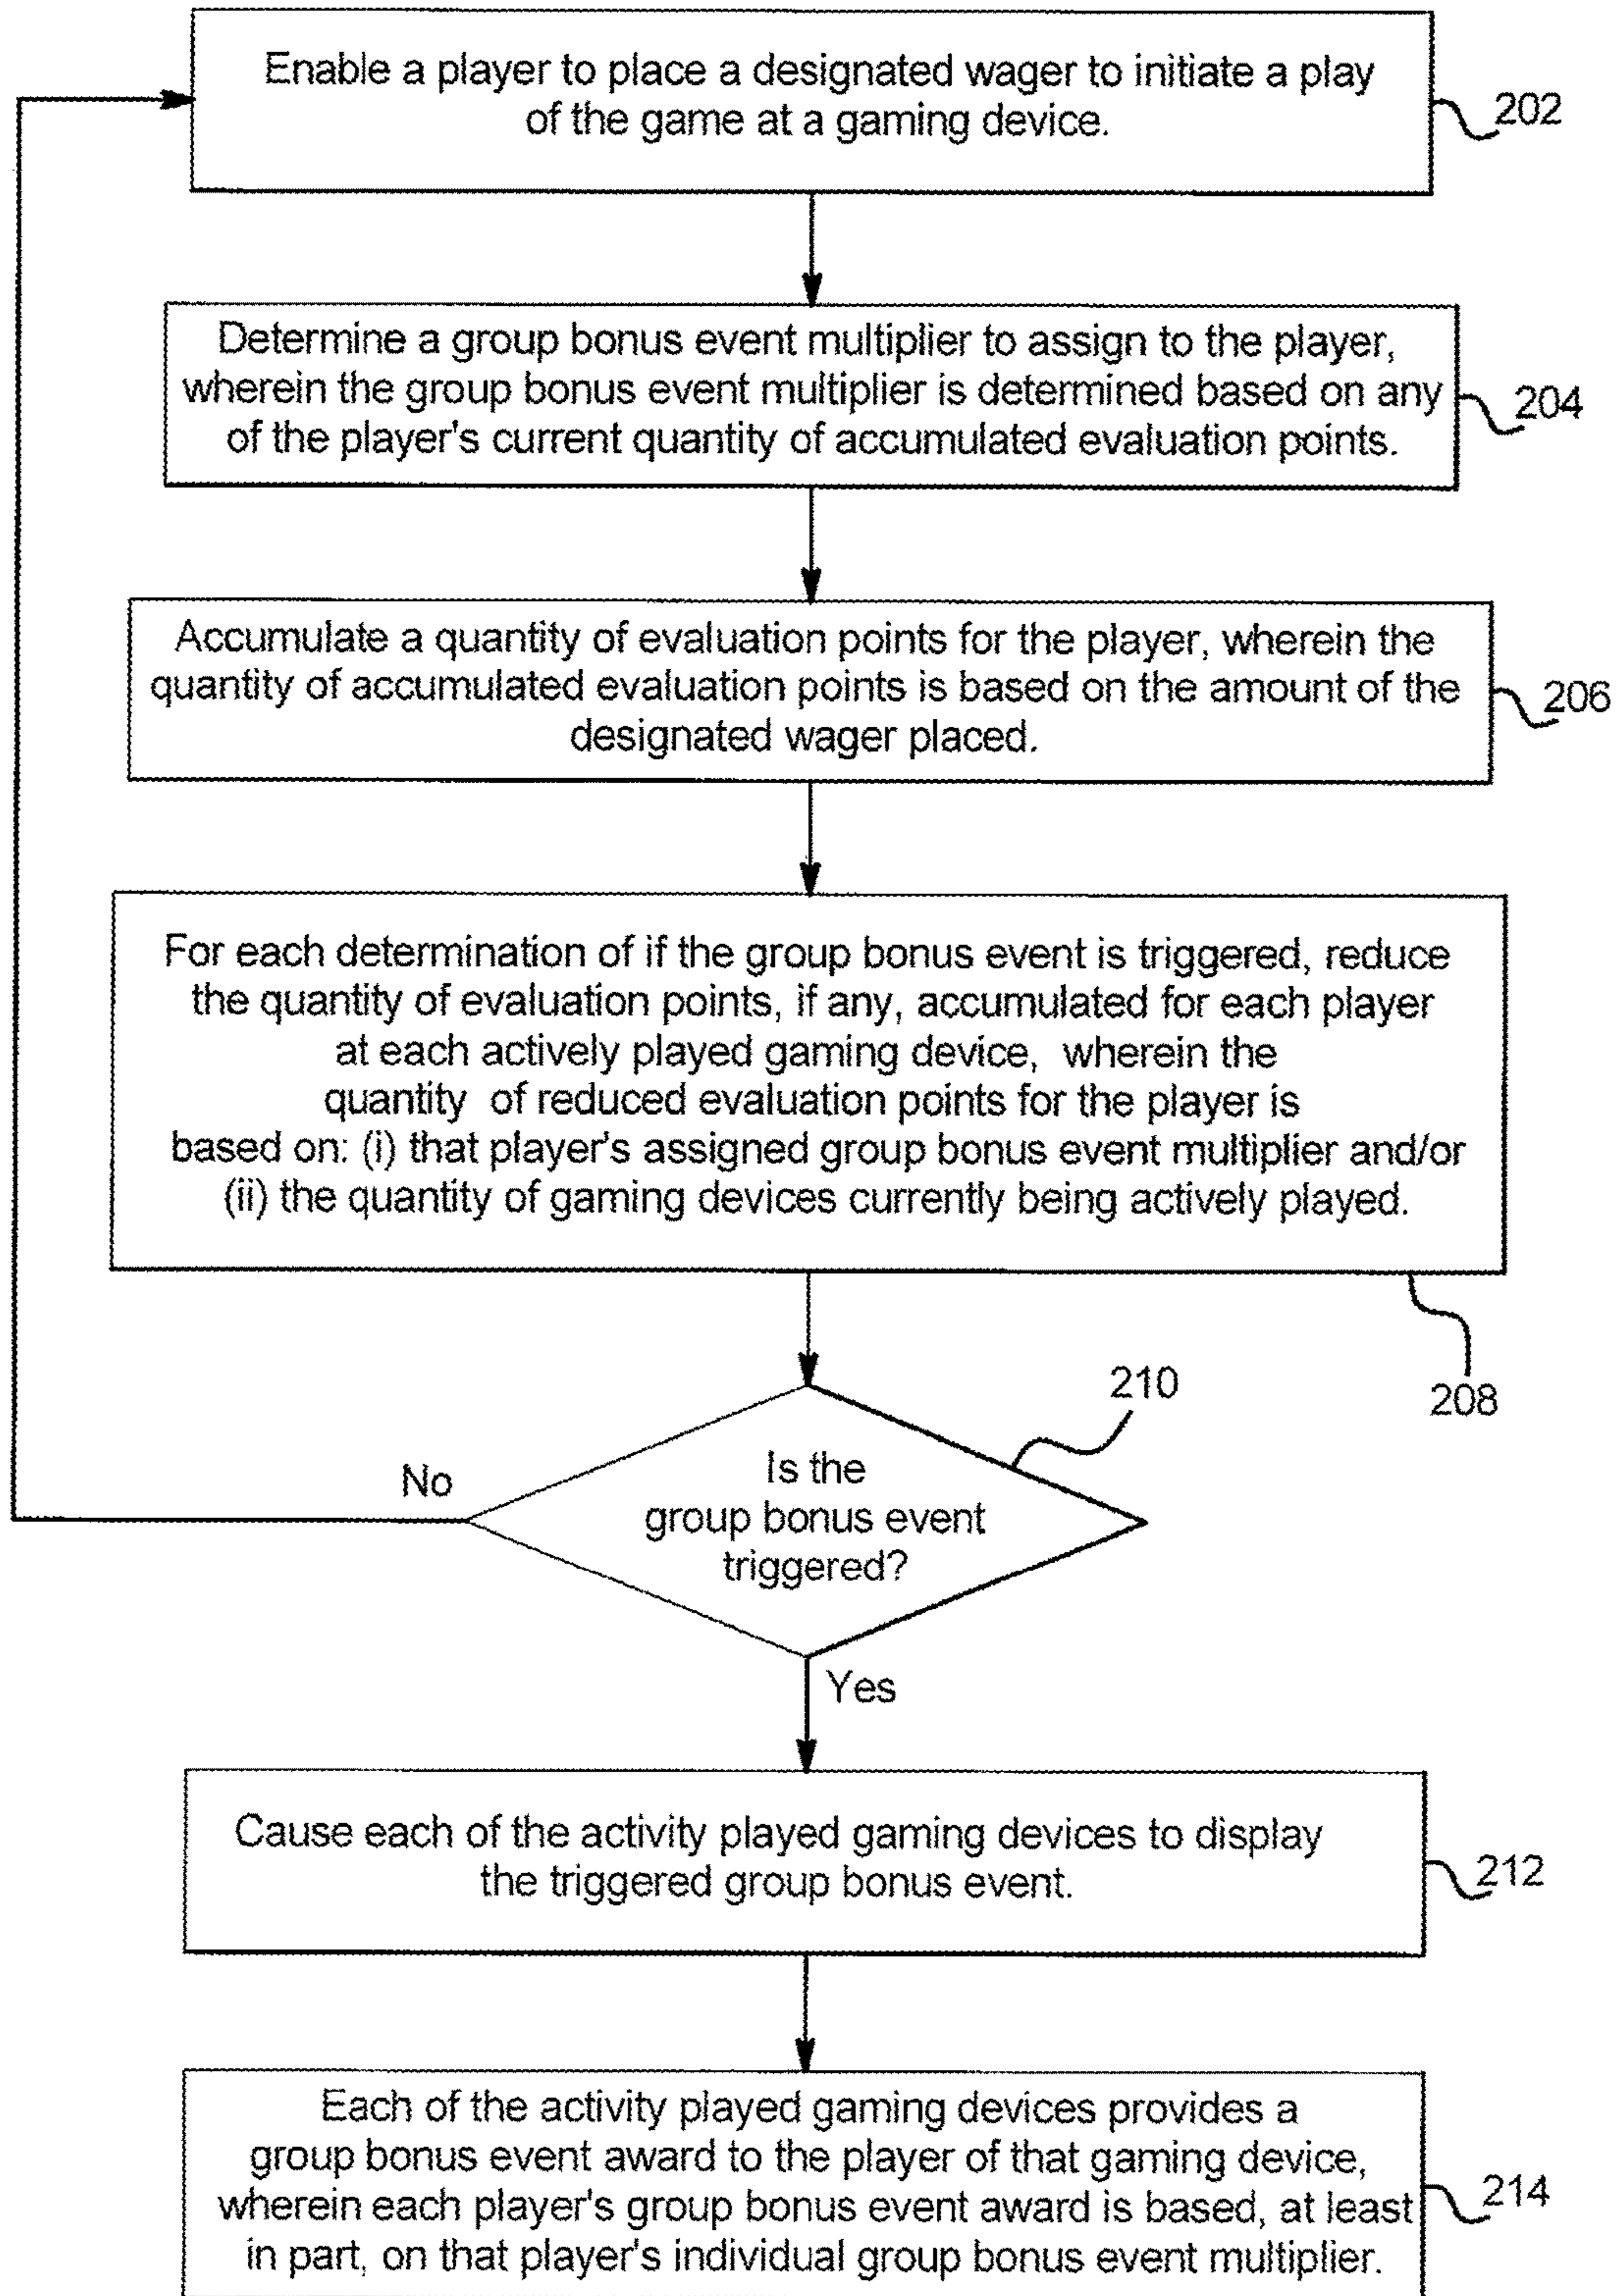 Enable a player to place a designated wager to initiate a play
of the game at a gaming device.
202
Determine a group bonus event multiplier to assign to the player,
wherein the group bonus event multiplier is determined based on any
of the player's current quantity of accumulated evaluation points.
204
Accumulate a quantity of evaluation points for the player, wherein the
quantity of accumulated evaluation points is based on the amount of the
designated wager placed.
206
For each determination of if the group bonus event is triggered, reduce
the quantity of evaluation points, if any, accumulated for each player
at each actively played gaming device, wherein the
quantity of reduced evaluation points for the player is
based on: (i) that player's assigned group bonus event multiplier and/or
(ii) the quantity of gaming devices currently being actively played.
208
210
Is the
group bonus event
triggered?
No
Yes
Cause each of the activity played gaming devices to display
the triggered group bonus event.
212
Each of the activity played gaming devices provides a
group bonus event award to the player of that gaming device,
wherein each player's group bonus event award is based, at least
in part, on that player's individual group bonus event multiplier.
214